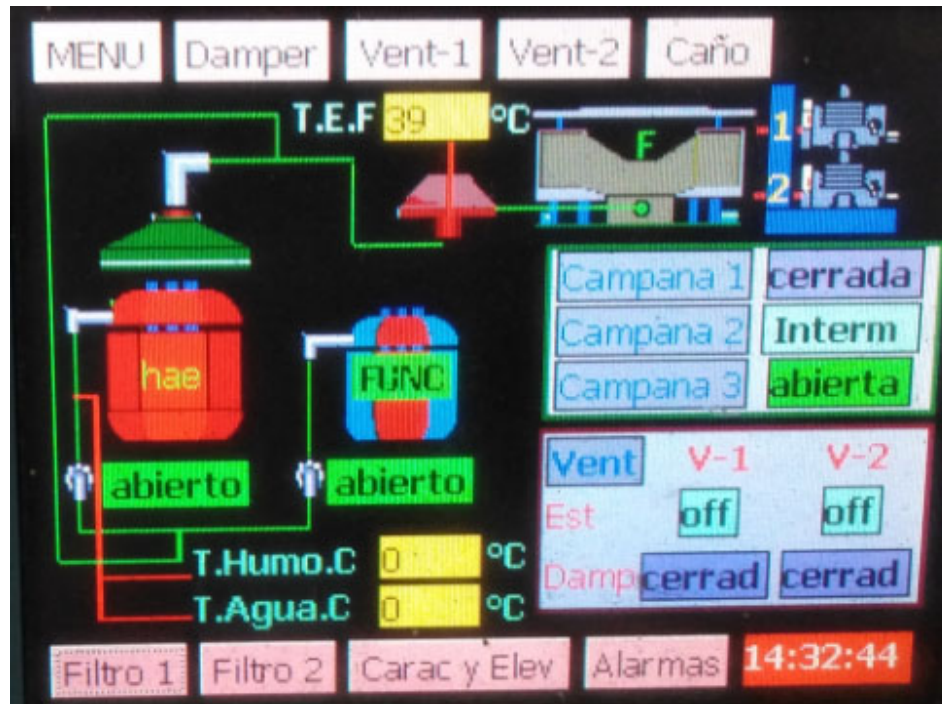 MENU Damper Vent-1 Vent-2 Caño
T.E.F 39 °C
F
1
2
Campana 1 cerrada
Campana 2 Interm
Campana 3 abierta
hae FUNC
abierto abierto
Vent V-1 V-2
Est off off
Damp cerrad cerrad
T.Humo.C 0 °C
T.Agua.C 0 °C
Filtro 1 Filtro 2 Carac y Elev Alarmas 14:32:44